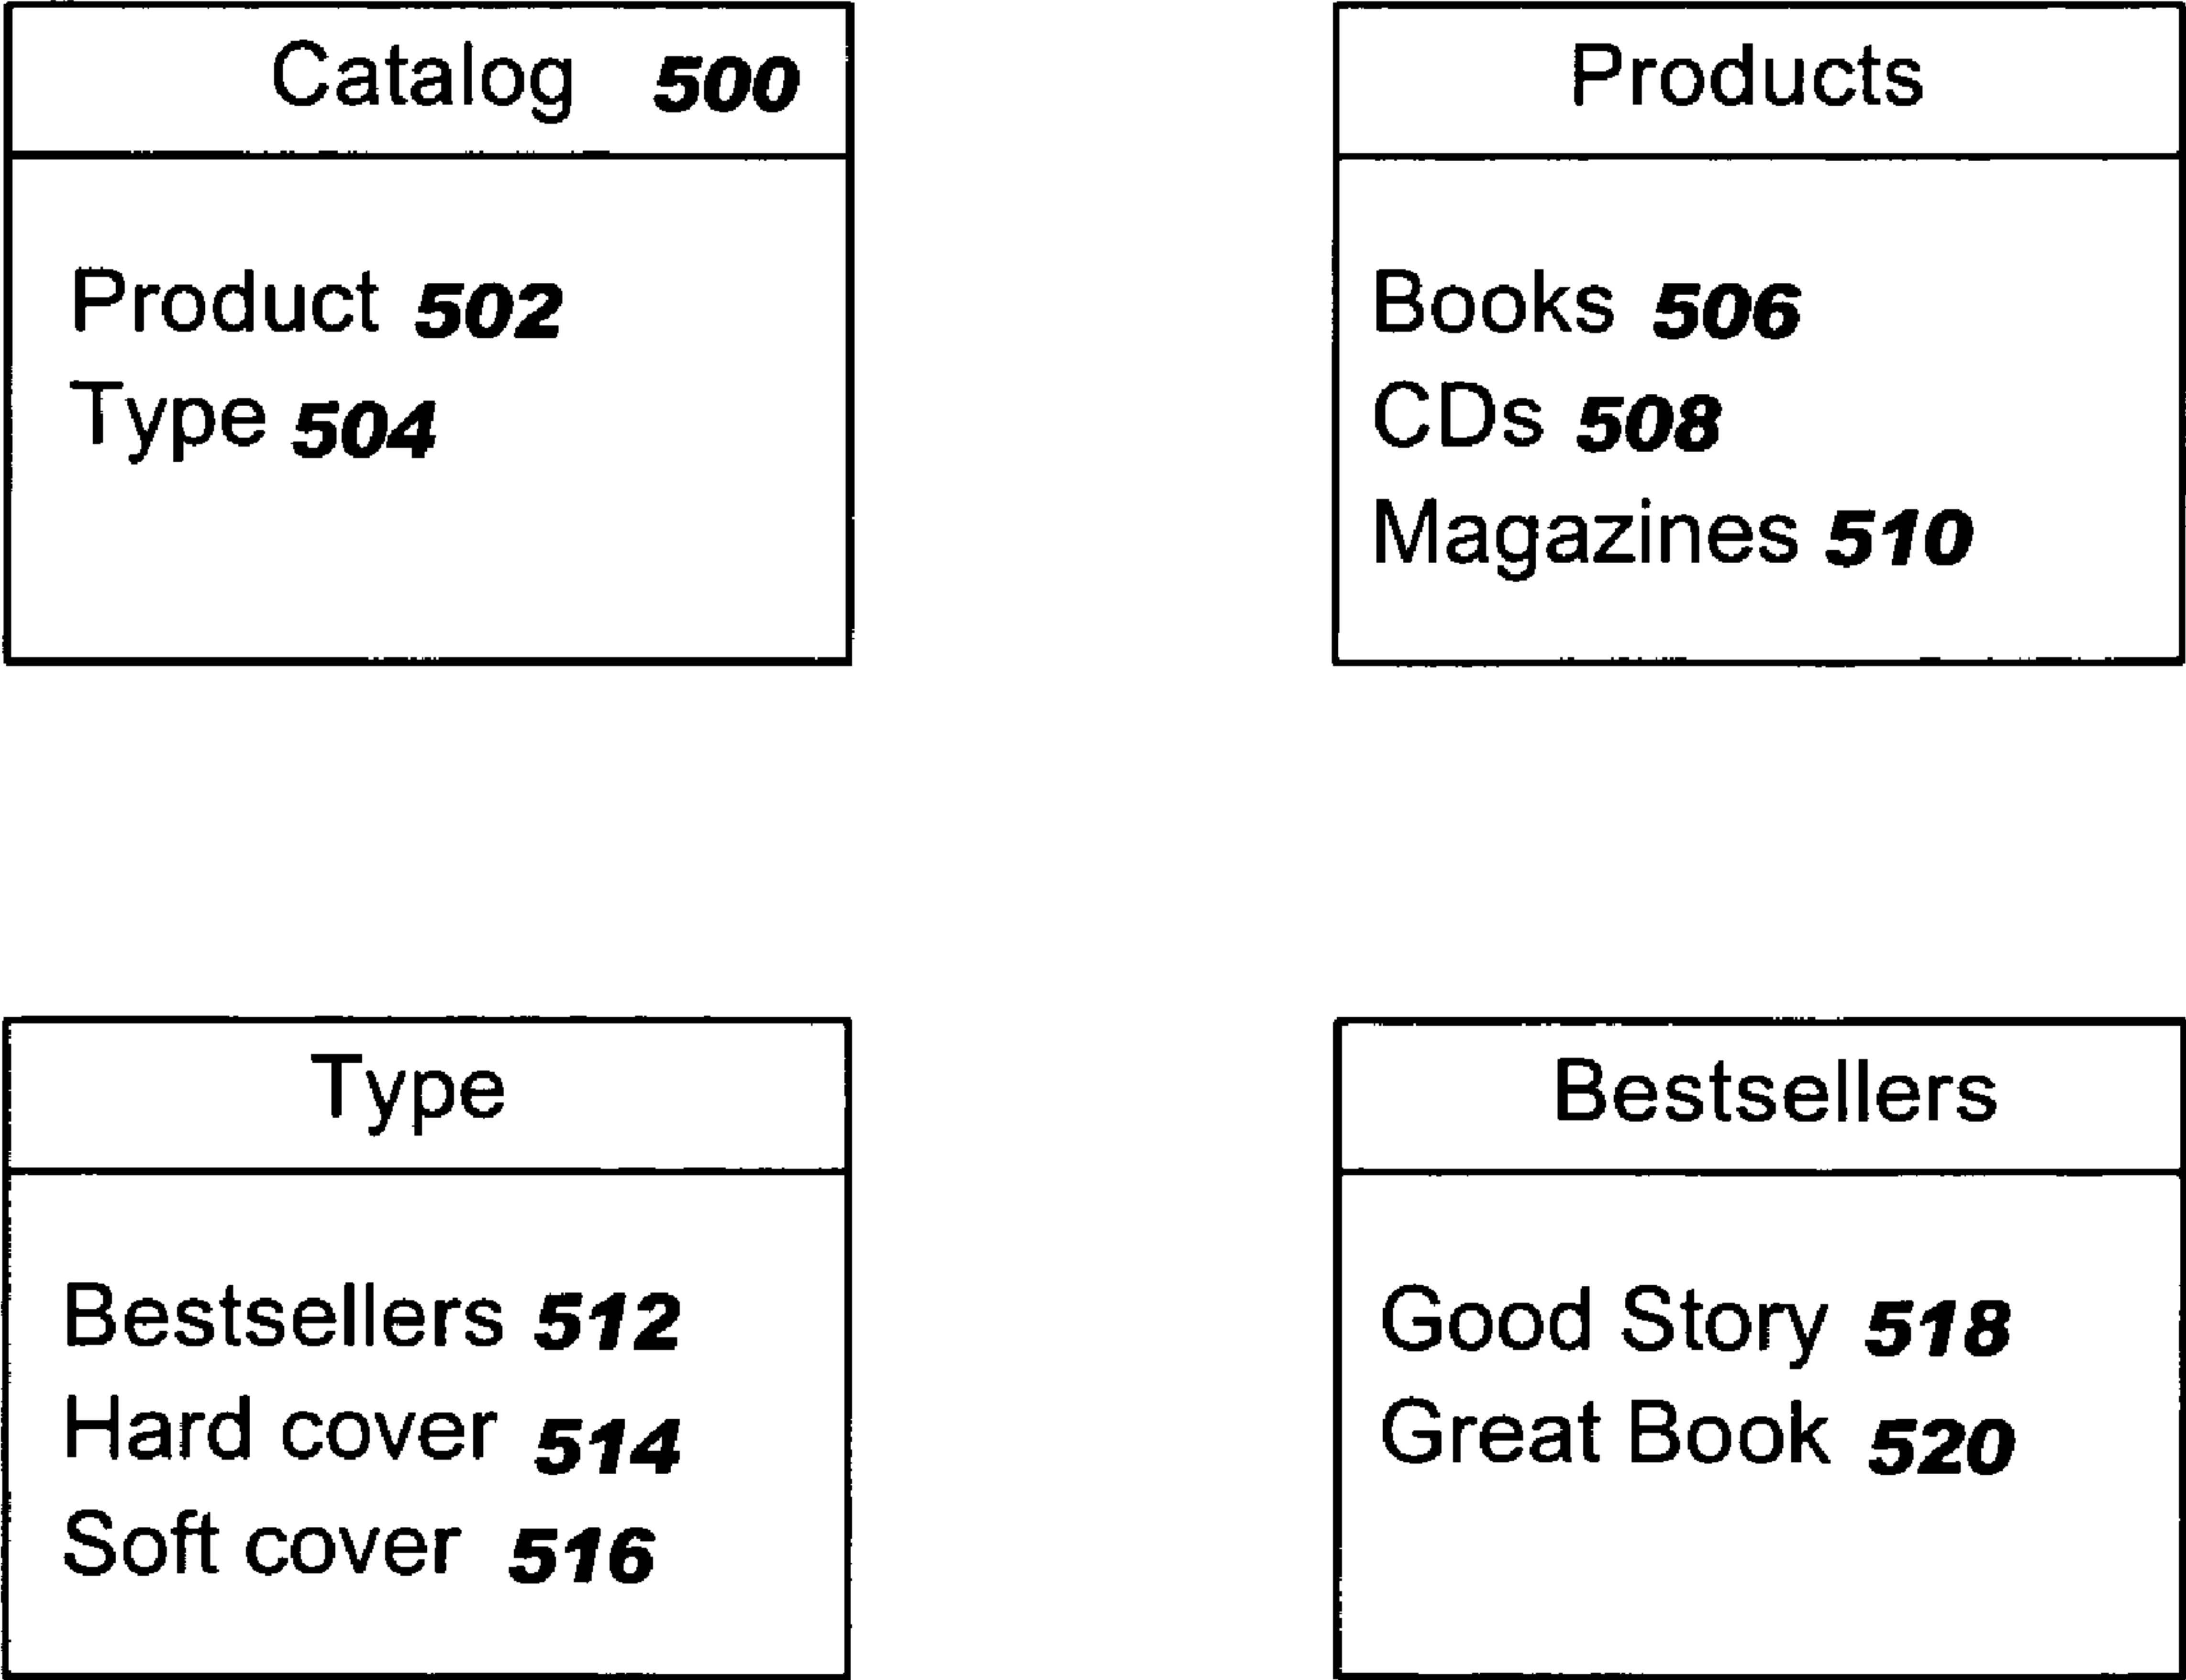 Catalog 500
Product 502
Type 504
Products
Books 506
CDs 508
Magazines 510
Type
Bestsellers 512
Hard cover 514
Soft cover 516
Bestsellers
Good Story 518
Great Book 520